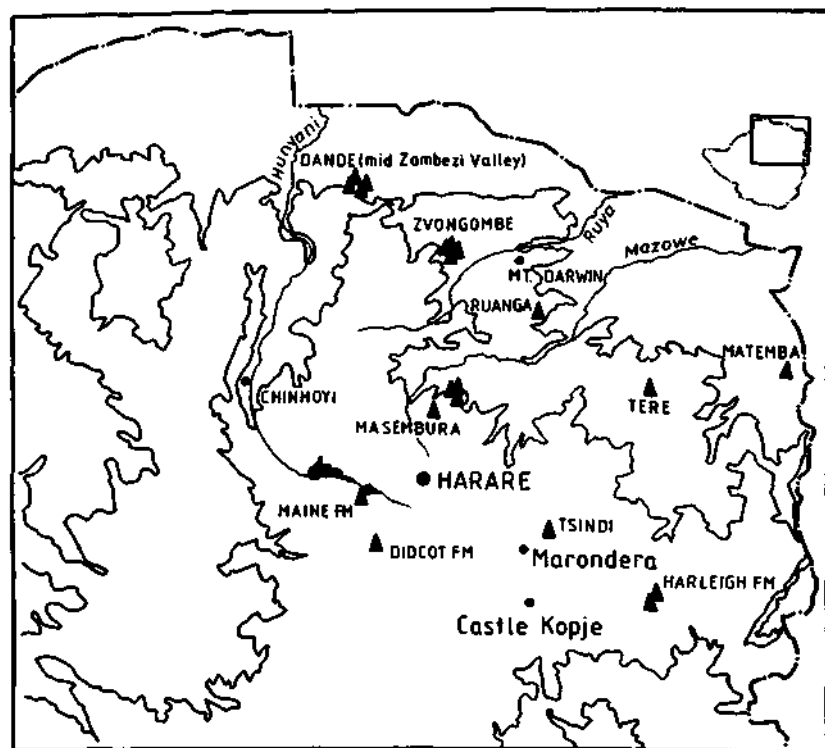 Hunyani
DANDE (mid Zambezi Valley)
ZVONGOMBE
Ruya
Mazowe
MT. DARWIN
RUANGA
MATEMBA
CHINHOYI
TERE
MASEMBURA
HARARE
MAINE FM
TSINDI
DIDCOT FM
Marondera
HARLEIGH FM
Castle Kopje